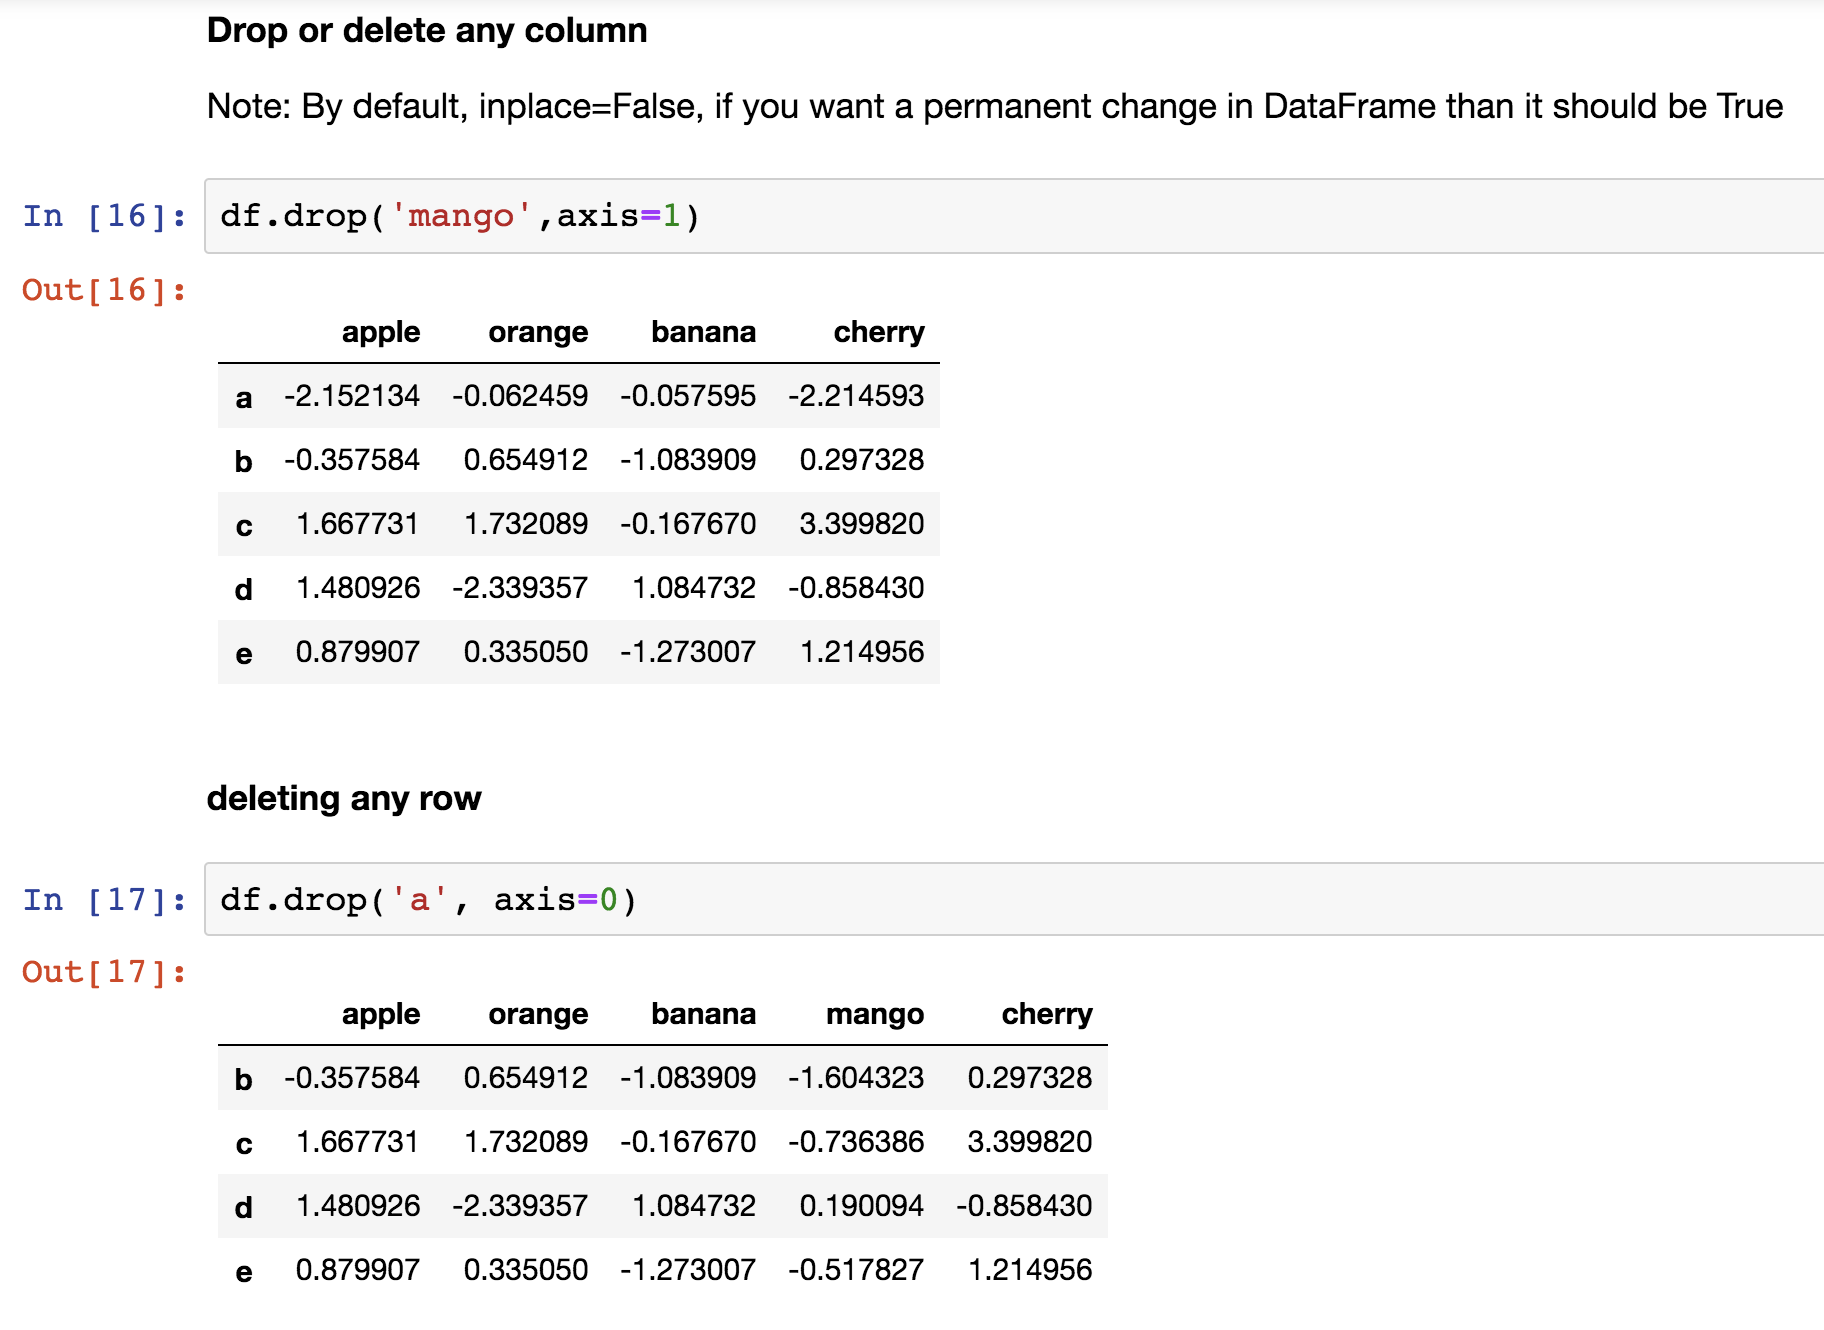 Drop or delete any column
Note: By default, inplace=False, if you want a permanent change in DataFrame than it should be True
In [16]: df.drop('mango',axis=1)
Out[16]:
apple orange banana cherry
a -2.152134 -0.062459 -0.057595 -2.214593
b -0.357584 0.654912 -1.083909 0.297328
c 1.667731 1.732089 -0.167670 3.399820
d 1.480926 -2.339357 1.084732 -0.858430
e 0.879907 0.335050 -1.273007 1.214956
deleting any row
In [17]: df.drop('a', axis=0)
Out[17]:
apple orange banana mango cherry
b -0.357584 0.654912 -1.083909 -1.604323 0.297328
c 1.667731 1.732089 -0.167670 -0.736386 3.399820
d 1.480926 -2.339357 1.084732 0.190094 -0.858430
e 0.879907 0.335050 -1.273007 -0.517827 1.214956